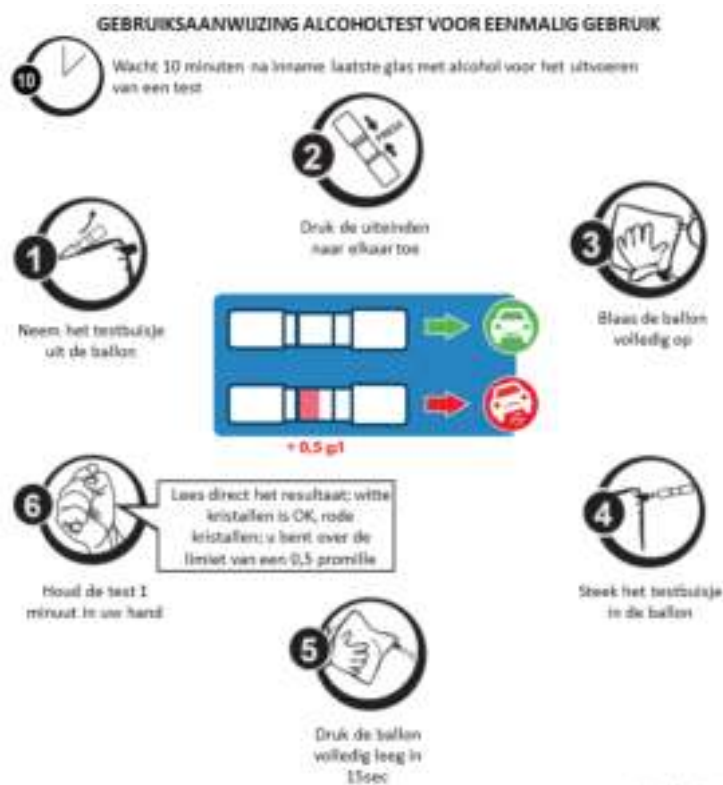 GEBRUIKSAANWIJZING ALCOHOLTEST VOOR EENMALIG GEBRUIK
10
Wacht 10 minuten na inname laatste glas met alcohol voor het uitvoeren
van een test
2
PRESS
Druk de uiteinden
naar elkaar toe
1
Neem het testbuisje
uit de ballon
3
Blaas de ballon
volledig op
+ 0,5 g/l
6
Lees direct het resultaat; witte
kristallen is OK, rode
kristallen; u bent over de
limiet van een 0,5 promille
Houd de test 1
minuut in uw hand
4
Steek het testbuisje
in de ballon
5
Druk de ballon
volledig leeg in
15sec